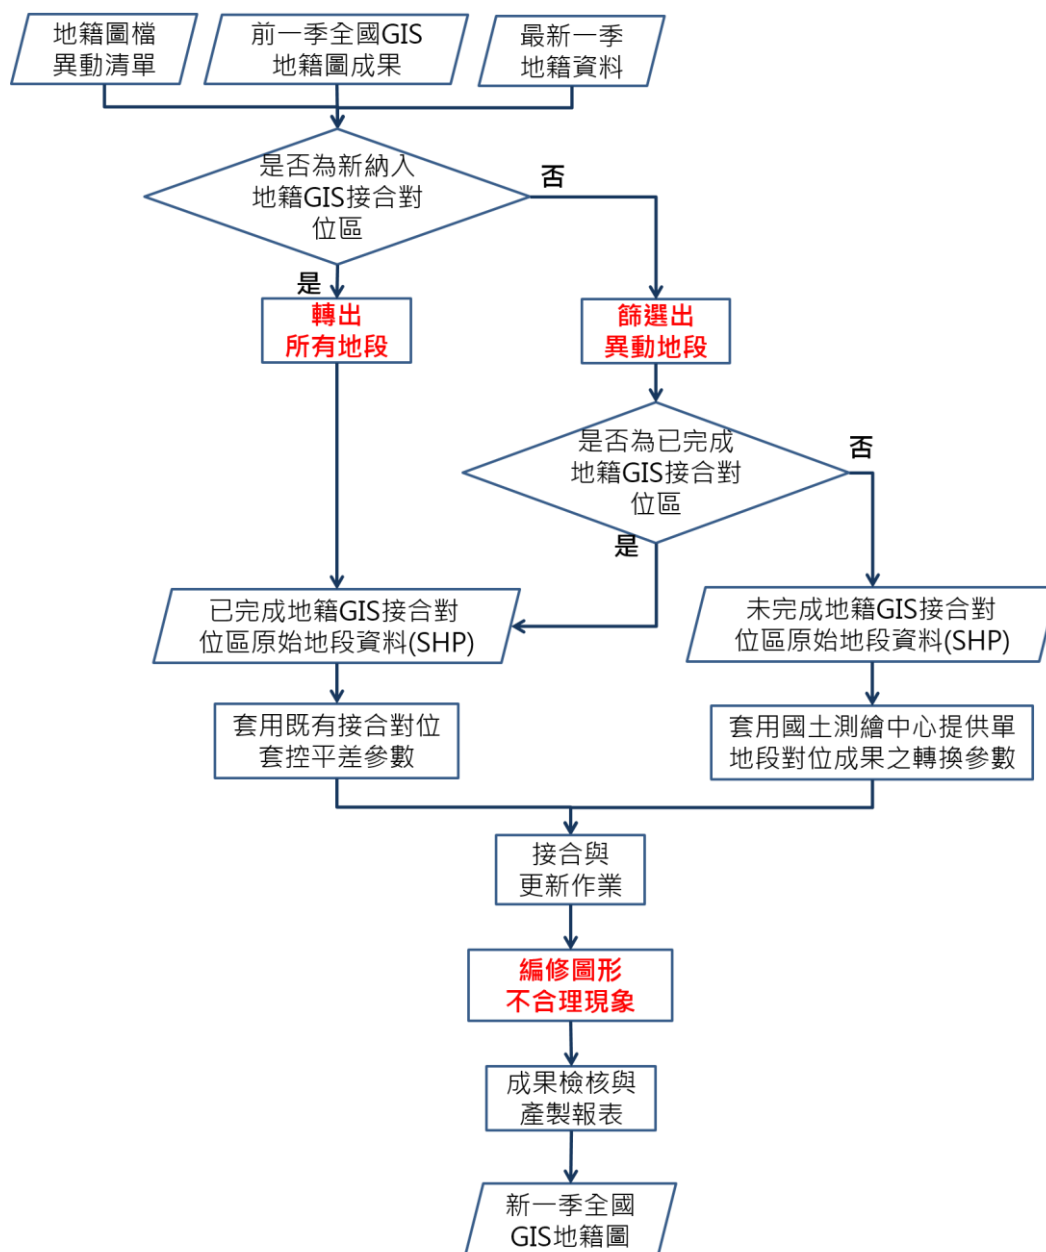 地籍圖檔
異動清單
前一季全國GIS
地籍圖成果
最新一季
地籍資料
是否為新納入
地籍GIS接合對
位區
否
是
轉出
所有地段
篩選出
異動地段
是否為已完成
地籍GIS接合對
位區
否
是
已完成地籍GIS接合對
位區原始地段資料(SHP)
未完成地籍GIS接合對
位區原始地段資料(SHP)
套用既有接合對位
套控平差參數
套用國土測繪中心提供單
地段對位成果之轉換參數
接合與
更新作業
編修圖形
不合理現象
成果檢核與
產製報表
新一季全國
GIS地籍圖